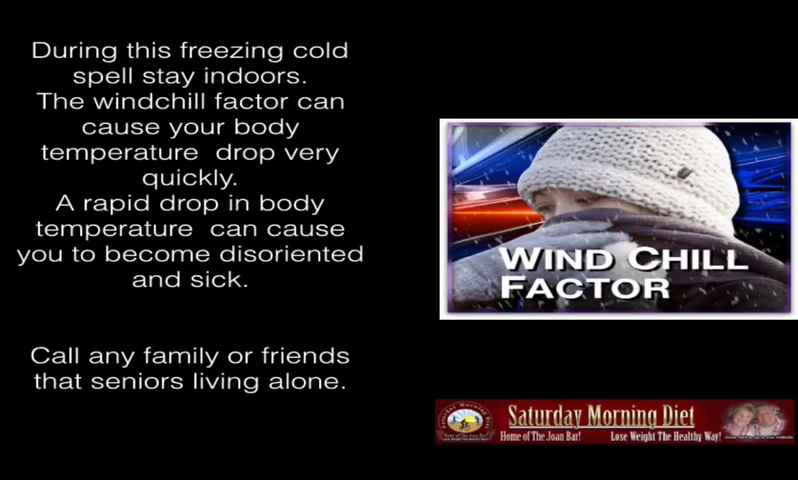 During this freezing cold
spell stay indoors.
The windchill factor can
cause your body
temperature  drop very
quickly.
A rapid drop in body
temperature  can cause
you to become disoriented
and sick.
Call any family or friends
that seniors living alone.
WIND CHILL
FACTOR
Saturday Morning Diet
Home of The Joan Bar!
Lose Weight The Healthy Way!